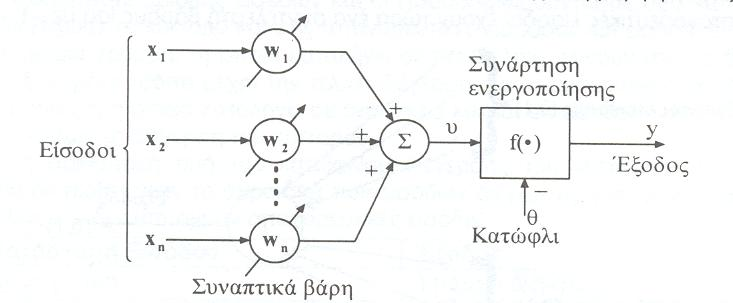 x1 w1
Συνάρτηση
ενεργοποίησης
+
Είσοδοι x2 w2 + Σ υ f(•) y
Έξοδος
+
−
θ
xn wn Κατώφλι
Συναπτικά βάρη